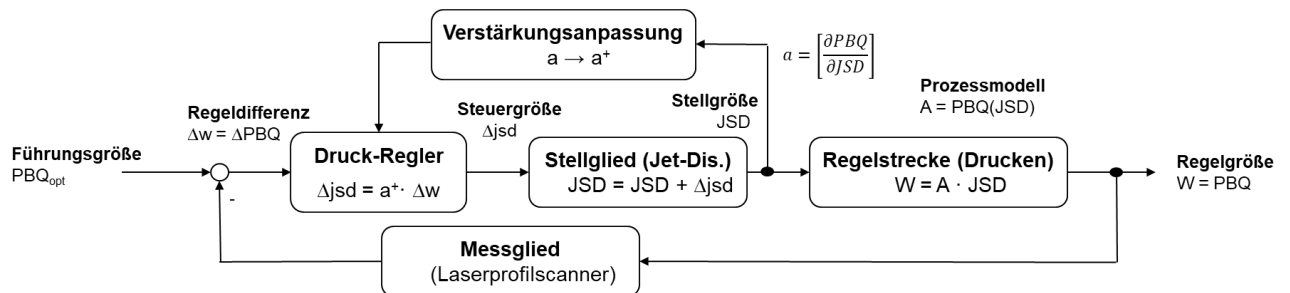 Verstärkungsanpassung
a → a⁺
a = [∂PBQ/∂JSD]
Prozessmodell
A = PBQ(JSD)
Regeldifferenz
Δw = ΔPBQ
Steuergröße
Δjsd
Stellgröße
JSD
Führungsgröße
PBQopt
-
Druck-Regler
Δjsd = a⁺· Δw
Stellglied (Jet-Dis.)
JSD = JSD + Δjsd
Regelstrecke (Drucken)
W = A · JSD
Regelgröße
W = PBQ
Messglied
(Laserprofilscanner)